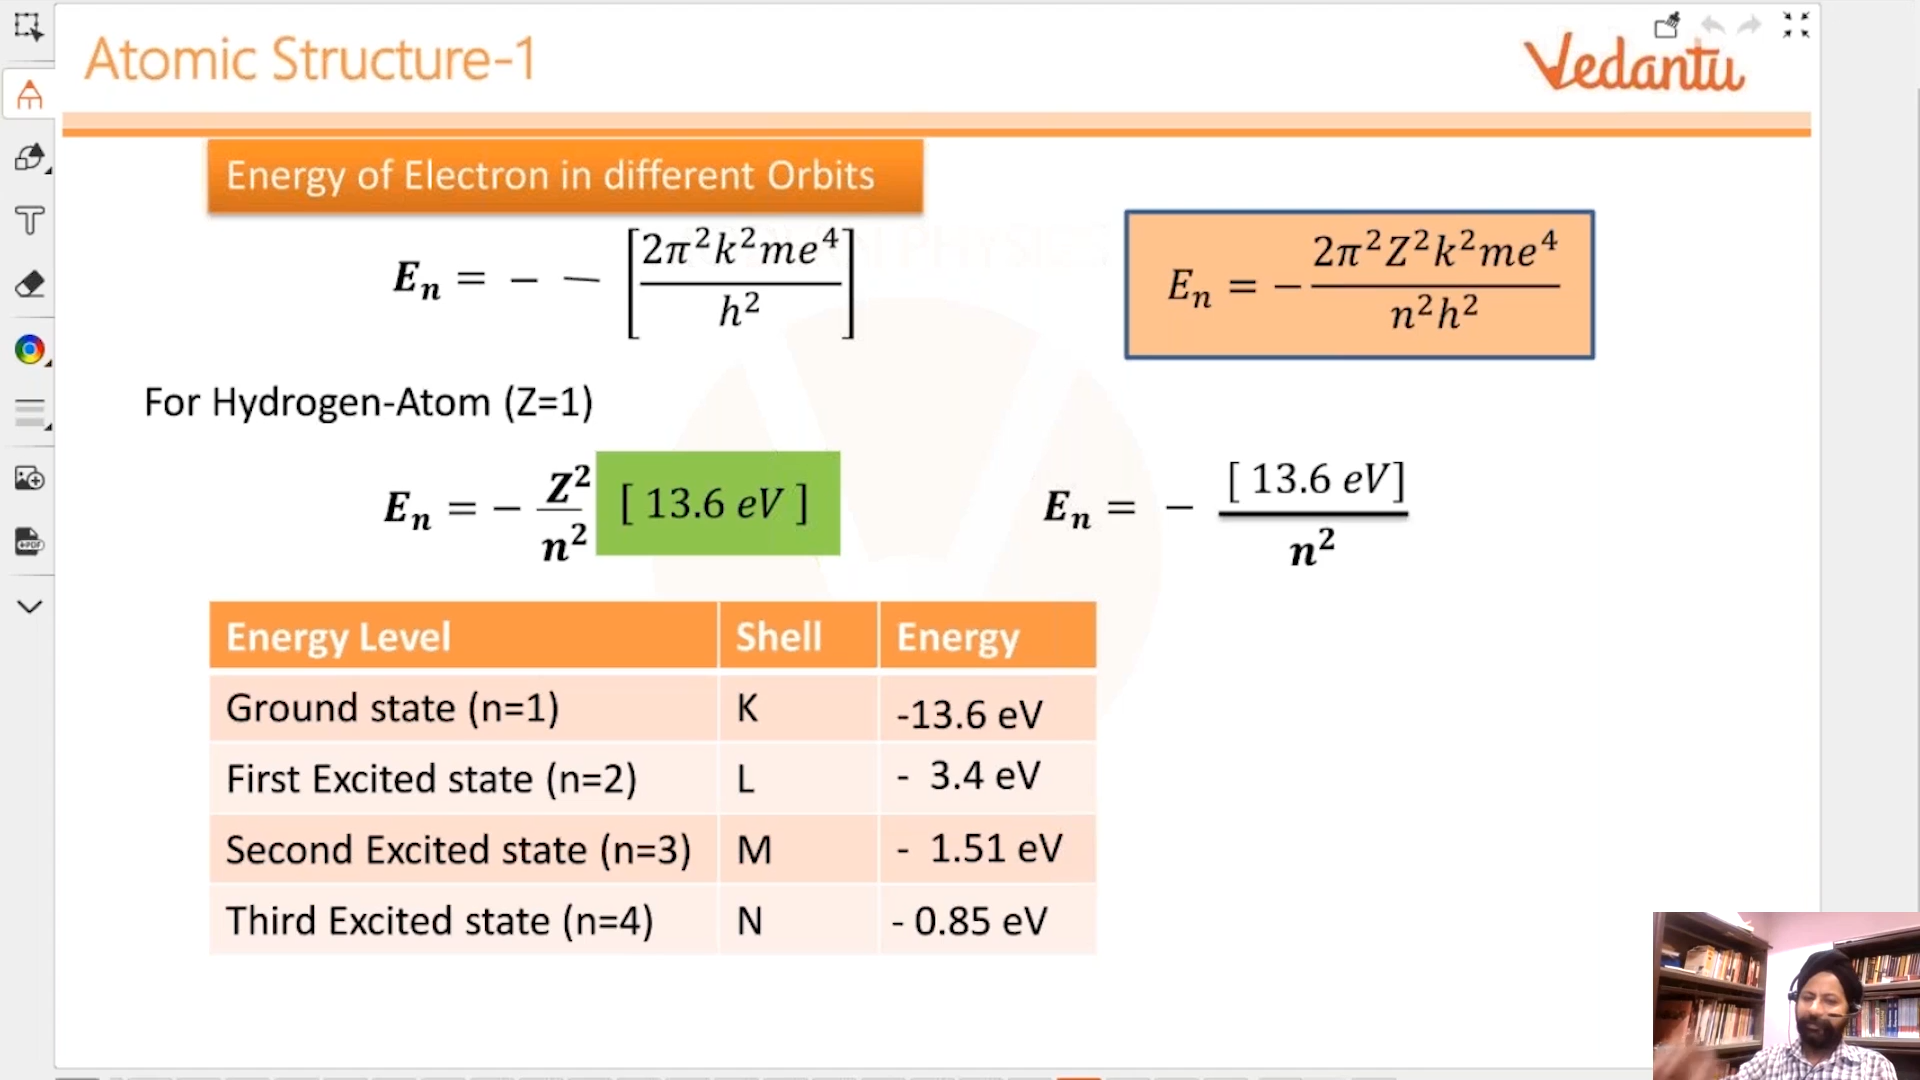 Atomic Structure-1
Vedantu
Energy of Electron in different Orbits
Eₙ = − — [2π²k²me⁴ / h²]
Eₙ = − 2π²Z²k²me⁴ / n²h²
For Hydrogen-Atom (Z=1)
Eₙ = − Z²/n² [ 13.6 eV ]
Eₙ = − [ 13.6 eV] / n²
Energy Level Shell Energy
Ground state (n=1) K -13.6 eV
First Excited state (n=2) L - 3.4 eV
Second Excited state (n=3) M - 1.51 eV
Third Excited state (n=4) N - 0.85 eV